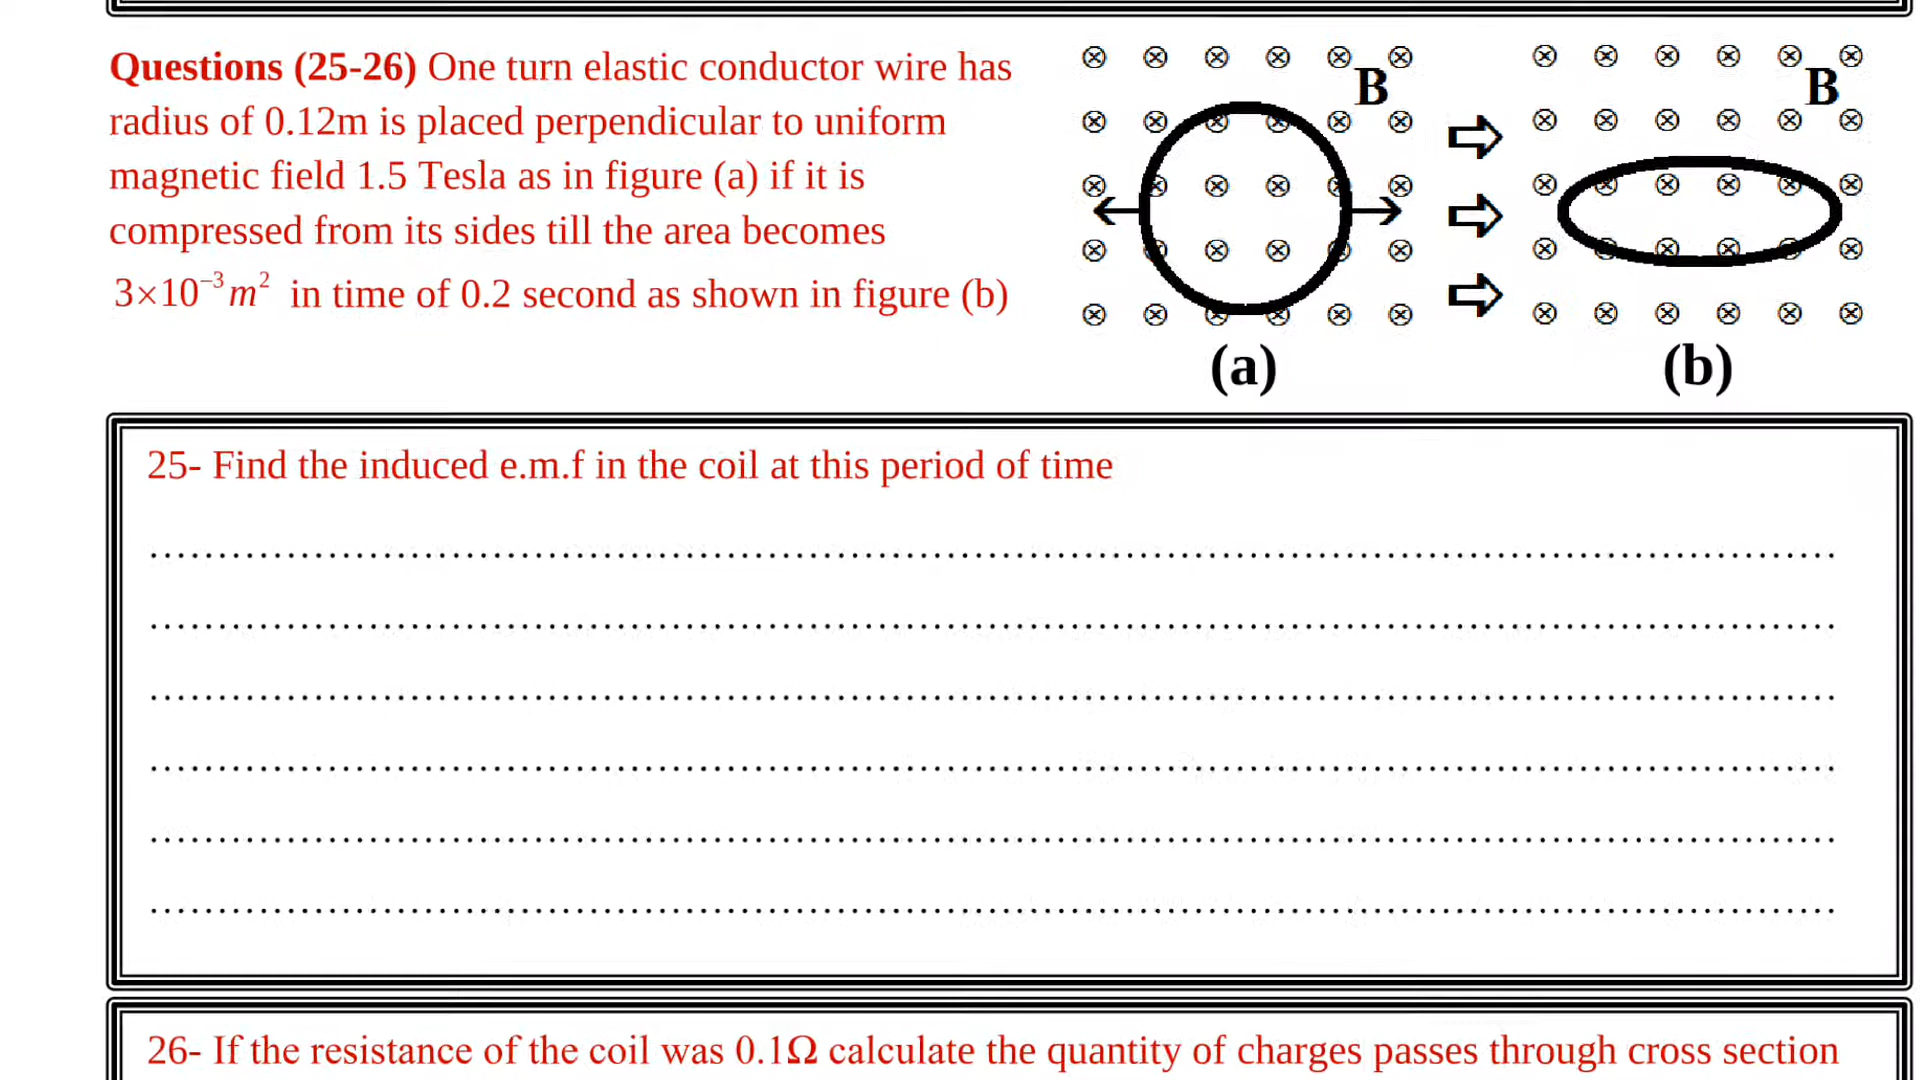 Questions (25-26) One turn elastic conductor wire has
radius of 0.12m is placed perpendicular to uniform
magnetic field 1.5 Tesla as in figure (a) if it is
compressed from its sides till the area becomes
3×10⁻³ m² in time of 0.2 second as shown in figure (b)
B
B
(a)
(b)
25- Find the induced e.m.f in the coil at this period of time
26- If the resistance of the coil was 0.1Ω calculate the quantity of charges passes through cross section